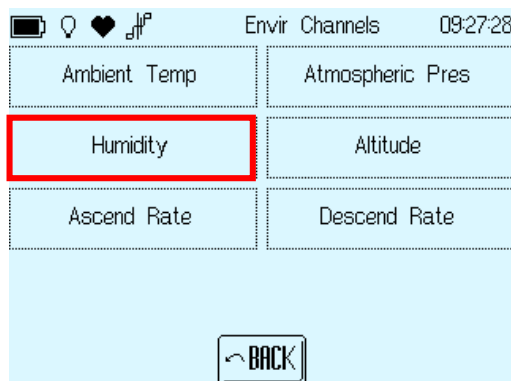 Envir Channels 09:27:28
Ambient Temp Atmospheric Pres
Humidity Altitude
Ascend Rate Descend Rate
BACK